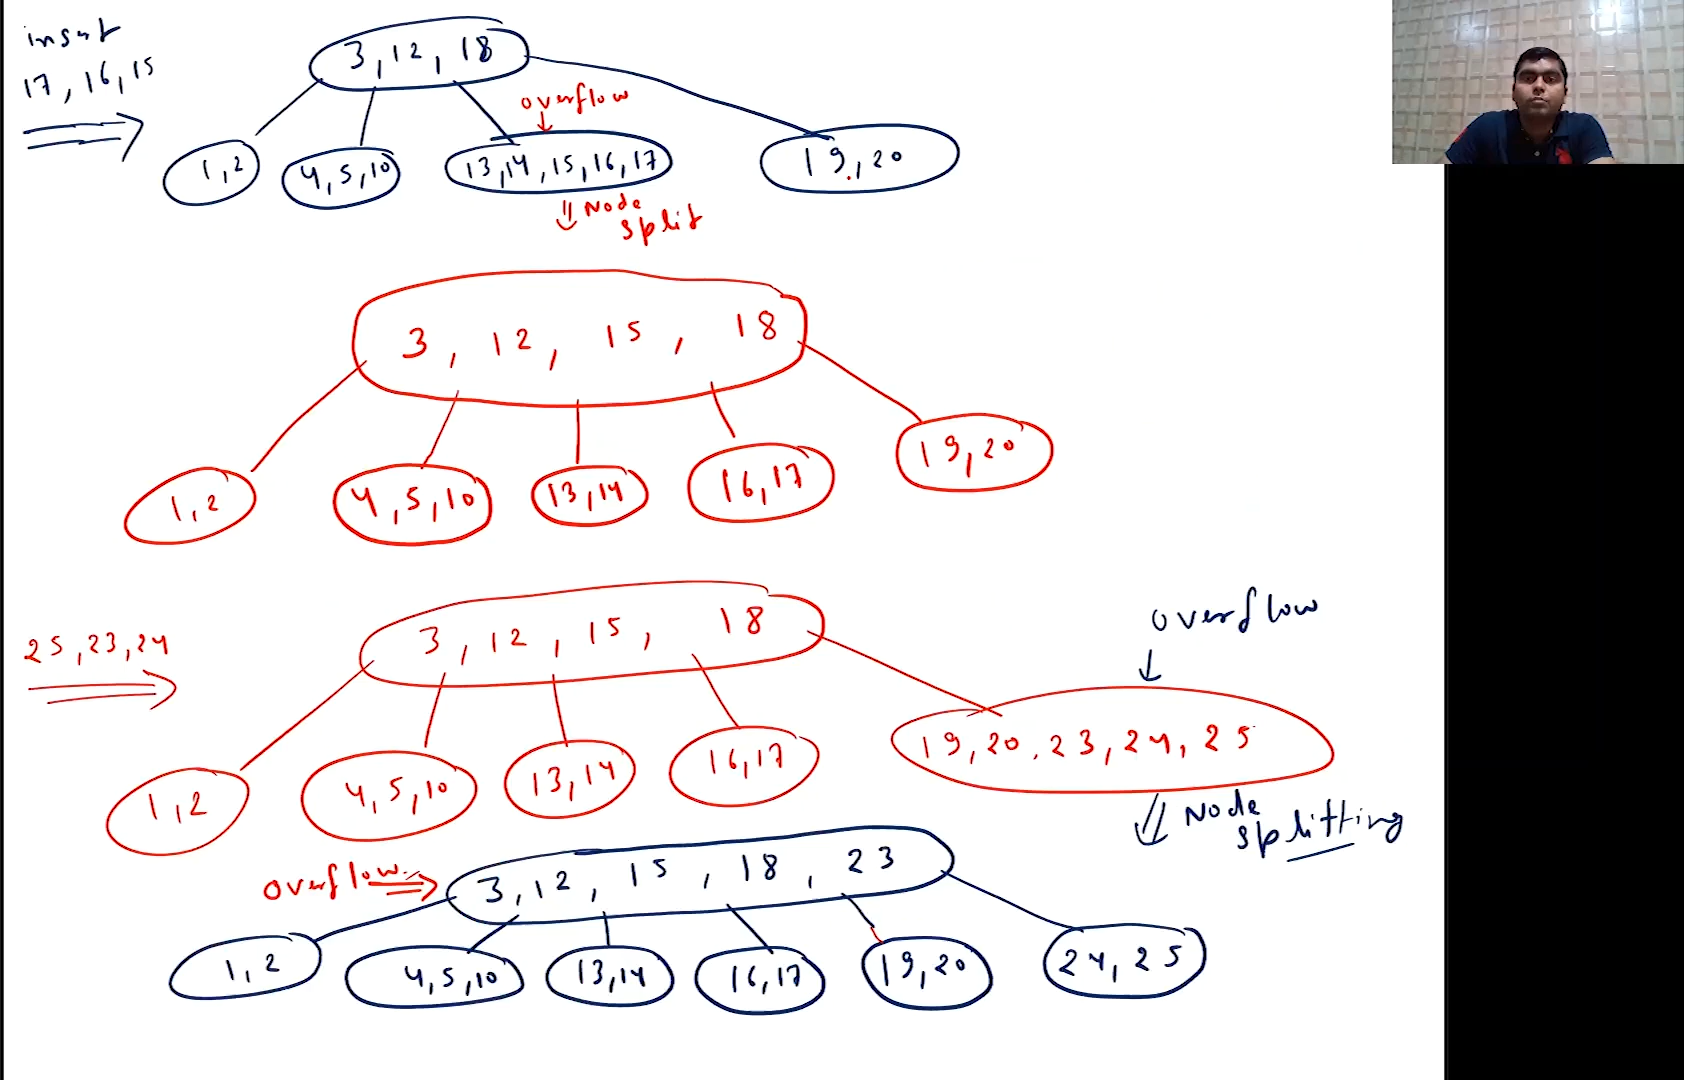 insert
17, 16, 15
3, 12, 18
overflow
1, 2
4, 5, 10
13, 14, 15, 16, 17
19, 20
Node
split
3, 12, 15, 18
1, 2
4, 5, 10
13, 14
16, 17
19, 20
25, 23, 24
3, 12, 15, 18
overflow
1, 2
4, 5, 10
13, 14
16, 17
19, 20, 23, 24, 25
Node
splitting
overflow
3, 12, 15, 18, 23
1, 2
4, 5, 10
13, 14
16, 17
19, 20
24, 25